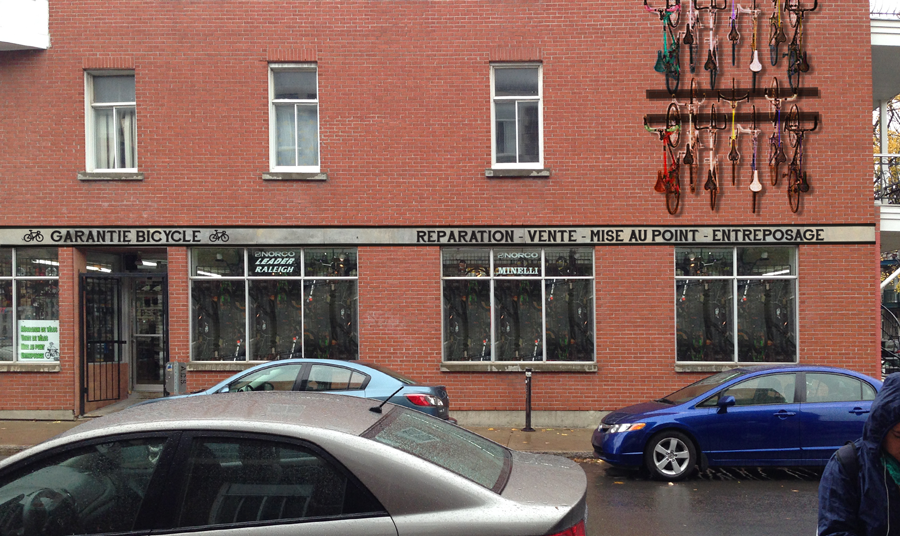 GARANTIE BICYCLE
REPARATION - VENTE - MISE AU POINT - ENTREPOSAGE
NORCO
LEADER
RALEIGH
NORCO
MINELLI